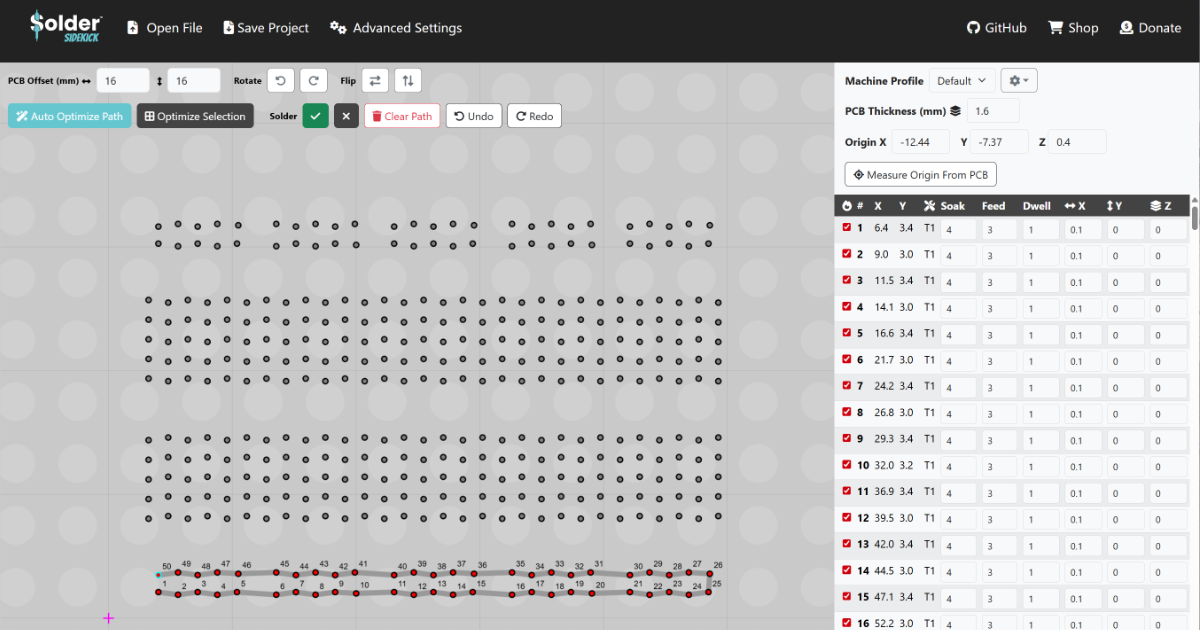 Solder
SIDEKICK
Open File
Save Project
Advanced Settings
GitHub
Shop
Donate
PCB Offset (mm)
16
16
Rotate
Flip
Auto Optimize Path
Optimize Selection
Solder
Clear Path
Undo
Redo
Machine Profile
Default
PCB Thickness (mm)
1.6
Origin X
-12.44
Y
-7.37
Z
0.4
Measure Origin From PCB
# X Y Soak Feed Dwell X Y Z
1 6.4 3.4 T1 4 3 1 0.1 0 0
2 9.0 3.0 T1 4 3 1 0.1 0 0
3 11.5 3.4 T1 4 3 1 0.1 0 0
4 14.1 3.0 T1 4 3 1 0.1 0 0
5 16.6 3.4 T1 4 3 1 0.1 0 0
6 21.7 3.0 T1 4 3 1 0.1 0 0
7 24.2 3.4 T1 4 3 1 0.1 0 0
8 26.8 3.0 T1 4 3 1 0.1 0 0
9 29.3 3.4 T1 4 3 1 0.1 0 0
10 32.0 3.2 T1 4 3 1 0.1 0 0
11 36.9 3.4 T1 4 3 1 0.1 0 0
12 39.5 3.0 T1 4 3 1 0.1 0 0
13 42.0 3.4 T1 4 3 1 0.1 0 0
14 44.5 3.0 T1 4 3 1 0.1 0 0
15 47.1 3.4 T1 4 3 1 0.1 0 0
16 52.2 3.0 T1 4 3 1 0.1 0 0
50 49 48 47 46 45 44 43 42 41 40 39 38 37 36 35 34 33 32 31 30 29 28 27 26
1 2 3 4 5 6 7 8 9 10 11 12 13 14 15 16 17 18 19 20 21 22 23 24 25